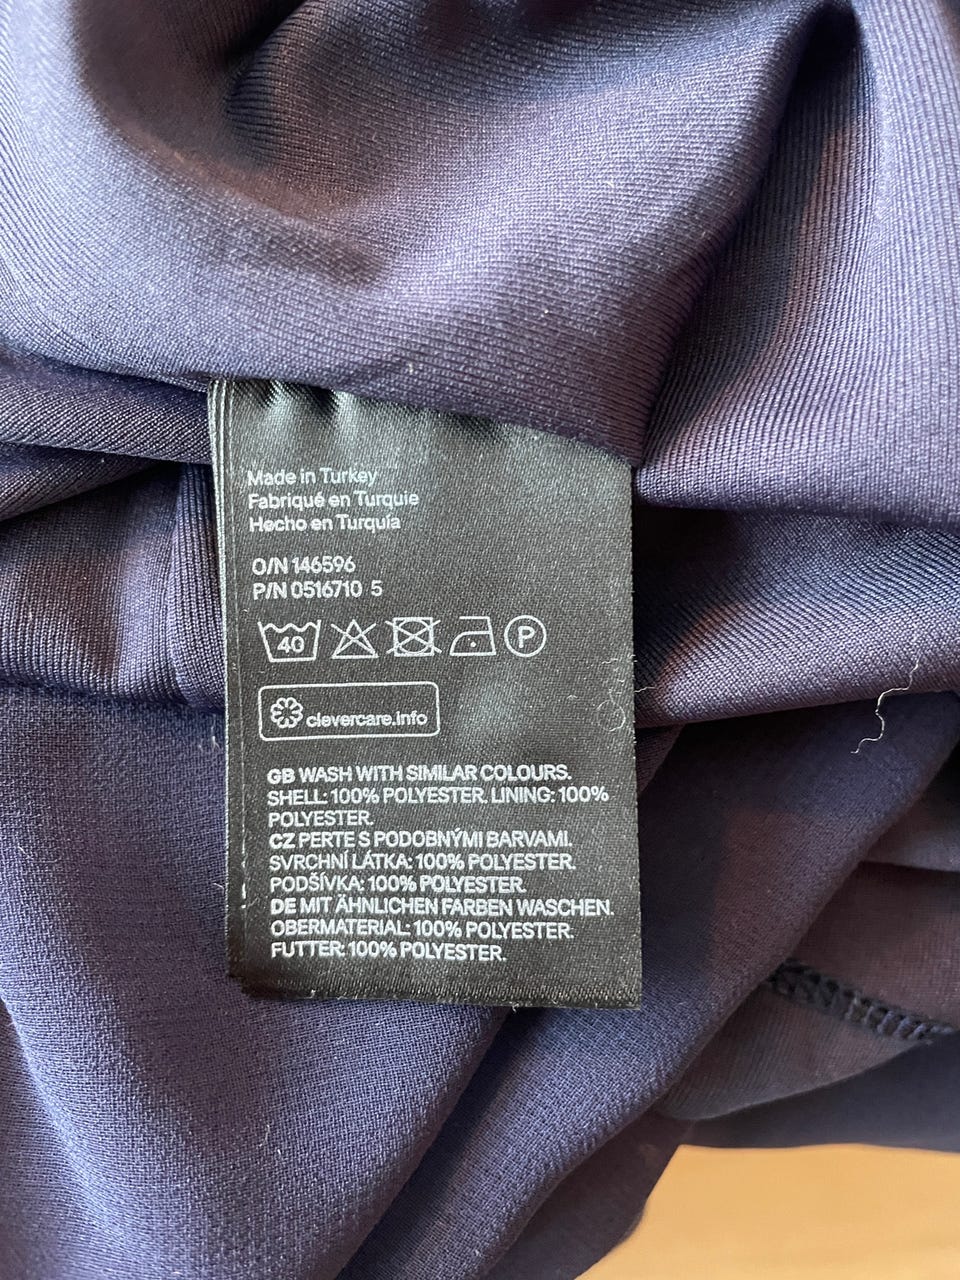 Made in Turkey
Fabriqué en Turquie
Hecho en Turquía
O/N 146596
P/N 0516710 5
40 P
clevercare.info
GB WASH WITH SIMILAR COLOURS.
SHELL: 100% POLYESTER. LINING: 100%
POLYESTER.
CZ PERTE S PODOBNÝMI BARVAMI.
SVRCHNÍ LÁTKA: 100% POLYESTER.
PODŠÍVKA: 100% POLYESTER.
DE MIT ÄHNLICHEN FARBEN WASCHEN.
OBERMATERIAL: 100% POLYESTER.
FUTTER: 100% POLYESTER.